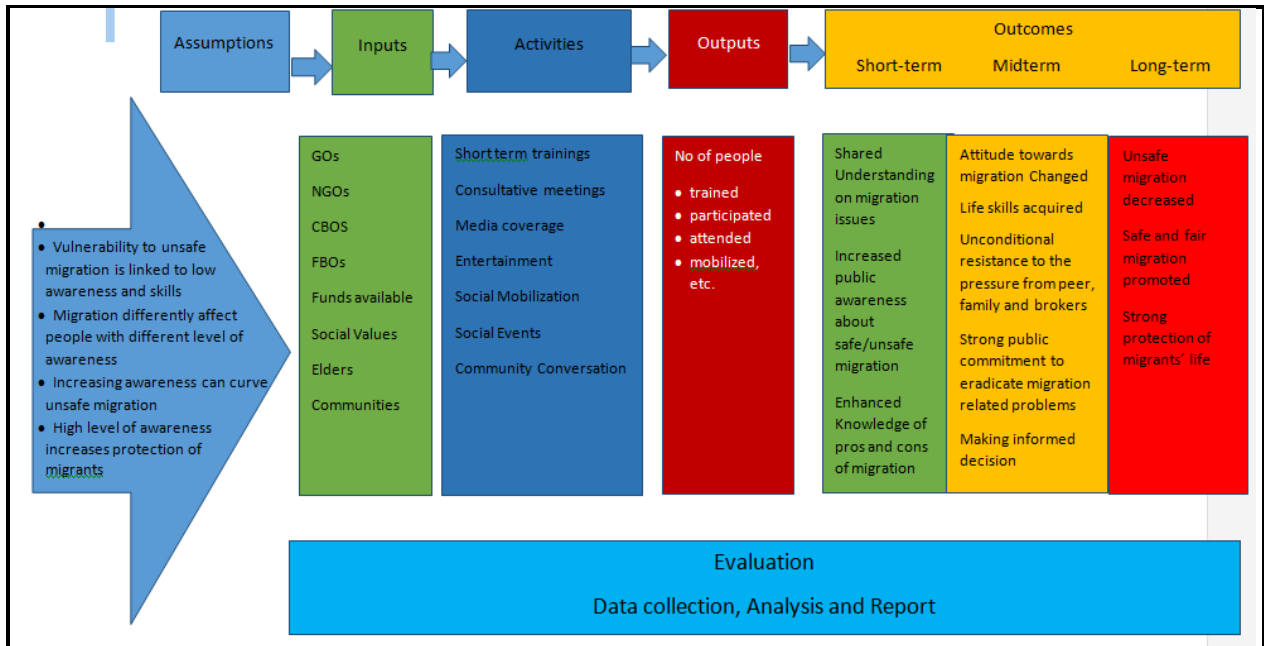 Assumptions
Inputs
Activities
Outputs
Outcomes
Short-term Midterm Long-term
•
• Vulnerability to unsafe
migration is linked to low
awareness and skills
• Migration differently affect
people with different level of
awareness
• Increasing awareness can curve
unsafe migration
• High level of awareness
increases protection of
migrants
GOs
NGOs
CBOS
FBOs
Funds available
Social Values
Elders
Communities
Short term trainings
Consultative meetings
Media coverage
Entertainment
Social Mobilization
Social Events
Community Conversation
No of people
• trained
• participated
• attended
• mobilized,
etc.
Shared
Understanding
on migration
issues
Increased
public
awareness
about
safe/unsafe
migration
Enhanced
Knowledge of
pros and cons
of migration
Attitude towards
migration Changed
Life skills acquired
Unconditional
resistance to the
pressure from peer,
family and brokers
Strong public
commitment to
eradicate migration
related problems
Making informed
decision
Unsafe
migration
decreased
Safe and fair
migration
promoted
Strong
protection of
migrants' life
Evaluation
Data collection, Analysis and Report